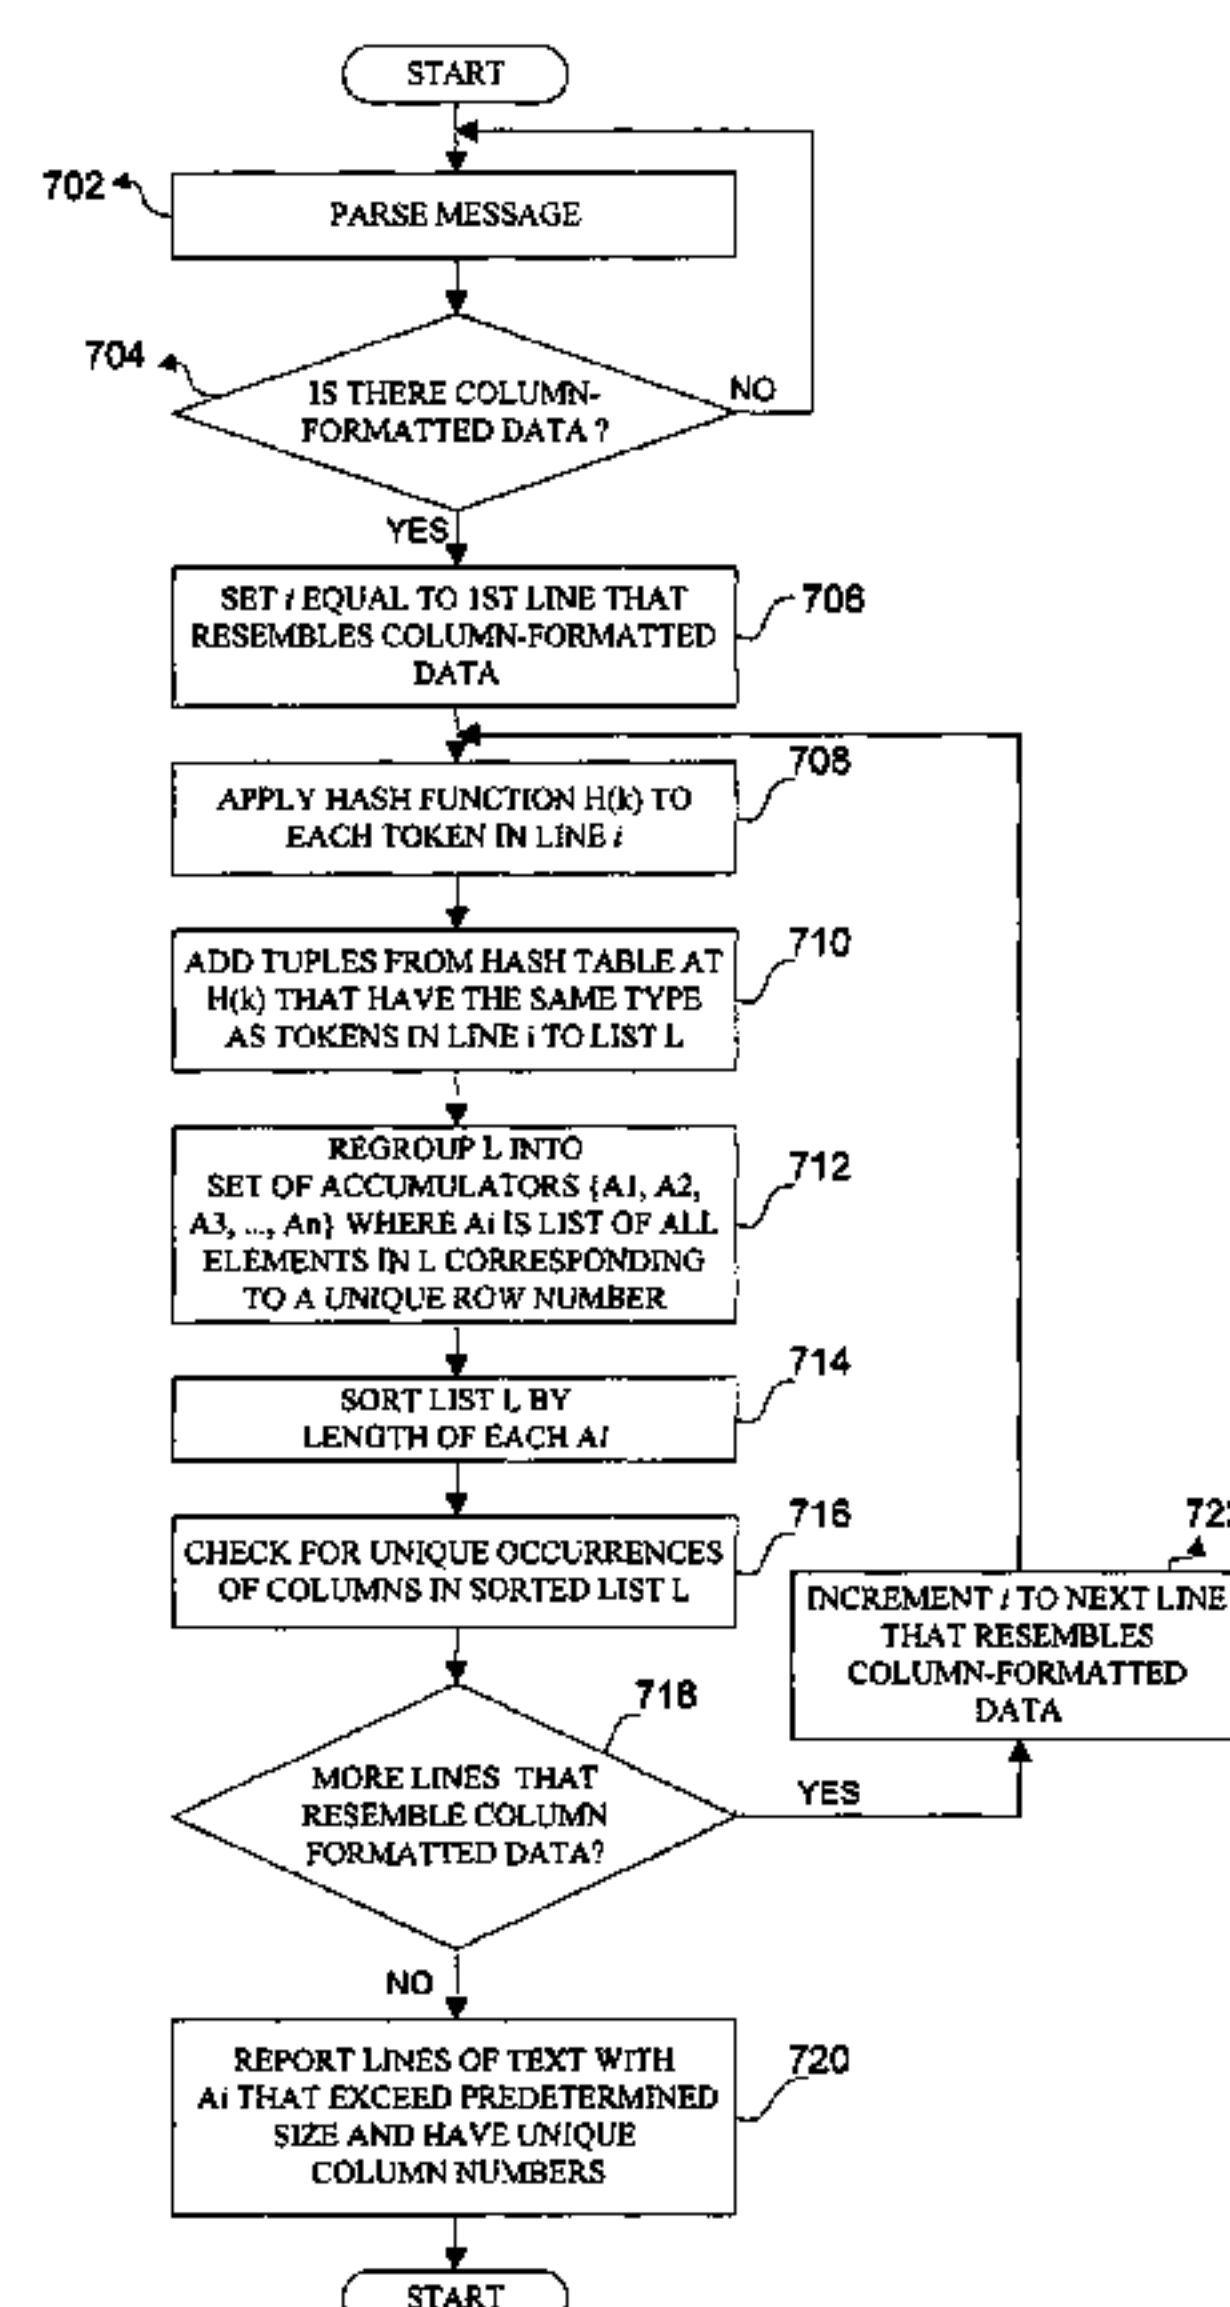 START
702
PARSE MESSAGE
704
IS THERE COLUMN-
FORMATTED DATA ?
NO
YES
SET i EQUAL TO 1ST LINE THAT
RESEMBLES COLUMN-FORMATTED
DATA
706
708
APPLY HASH FUNCTION H(k) TO
EACH TOKEN IN LINE i
710
ADD TUPLES FROM HASH TABLE AT
H(k) THAT HAVE THE SAME TYPE
AS TOKENS IN LINE i TO LIST L
REGROUP L INTO
SET OF ACCUMULATORS {A1, A2,
A3, ..., An} WHERE Ai IS LIST OF ALL
ELEMENTS IN L CORRESPONDING
TO A UNIQUE ROW NUMBER
712
714
SORT LIST L BY
LENGTH OF EACH Ai
716
CHECK FOR UNIQUE OCCURRENCES
OF COLUMNS IN SORTED LIST L
INCREMENT i TO NEXT LINE
THAT RESEMBLES
COLUMN-FORMATTED
DATA
718
MORE LINES THAT
RESEMBLE COLUMN
FORMATTED DATA?
YES
NO
REPORT LINES OF TEXT WITH
Ai THAT EXCEED PREDETERMINED
SIZE AND HAVE UNIQUE
COLUMN NUMBERS
720
START